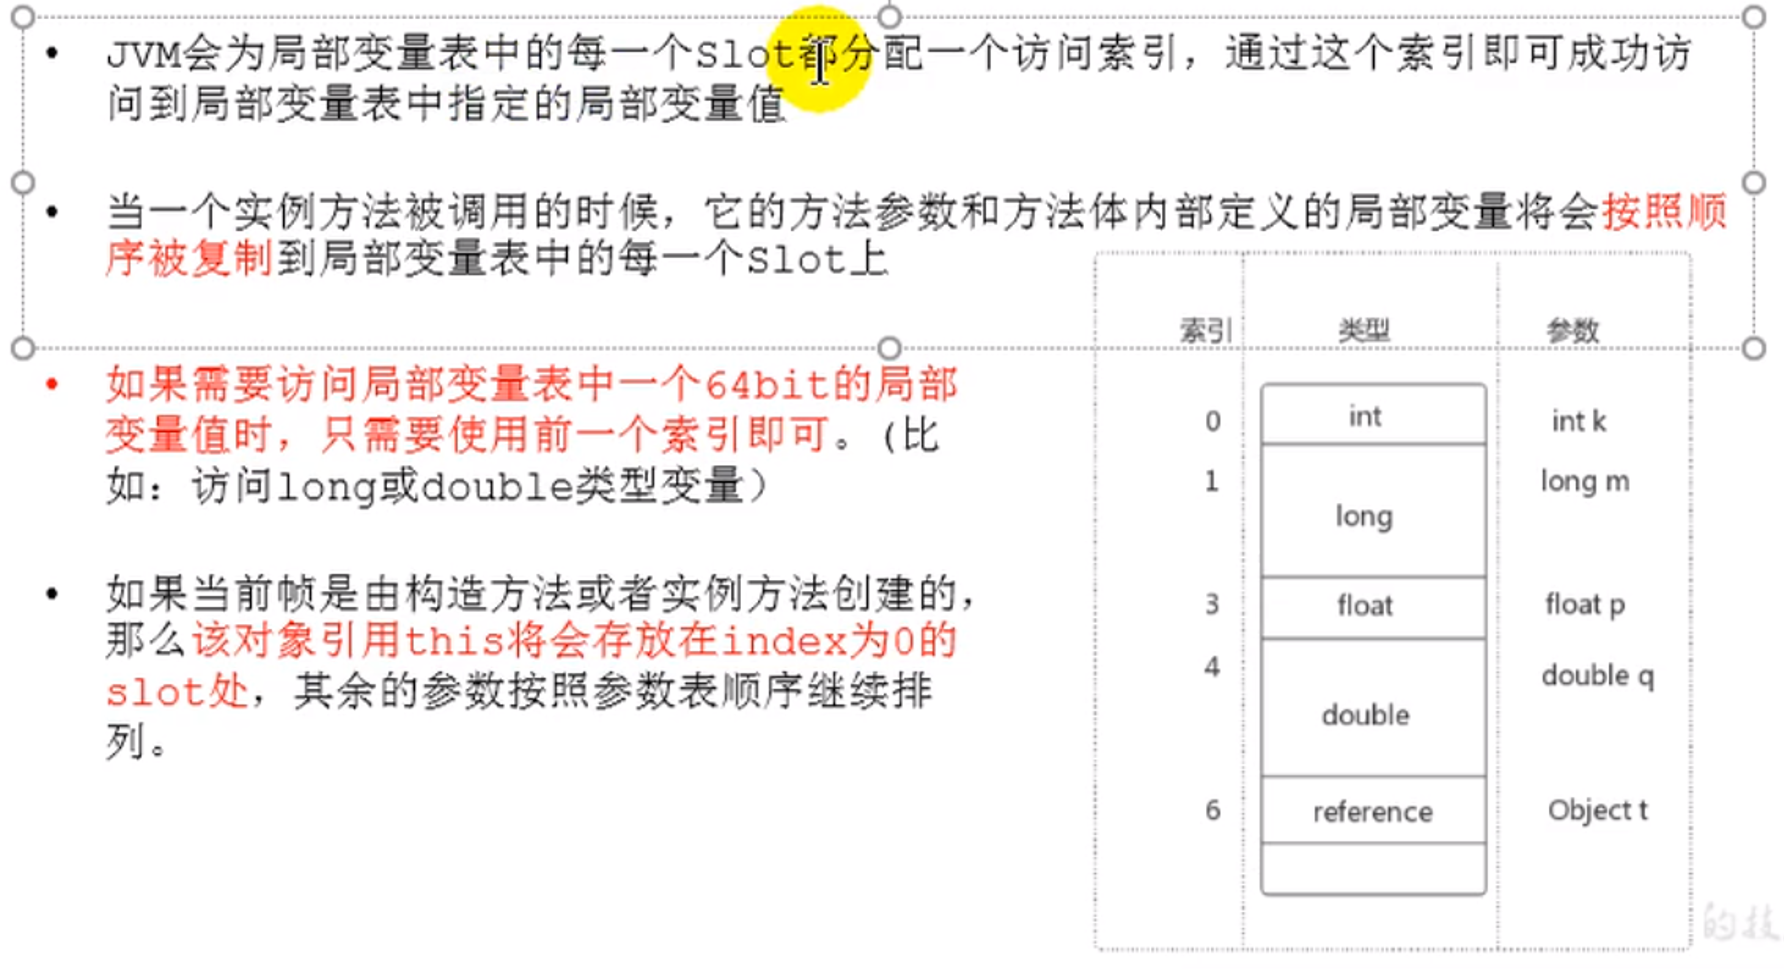 • JVM会为局部变量表中的每一个Slot都分配一个访问索引，通过这个索引即可成功访
问到局部变量表中指定的局部变量值
• 当一个实例方法被调用的时候，它的方法参数和方法体内部定义的局部变量将会按照顺
序被复制到局部变量表中的每一个Slot上
• 如果需要访问局部变量表中一个64bit的局部
变量值时，只需要使用前一个索引即可。(比
如：访问long或double类型变量）
• 如果当前帧是由构造方法或者实例方法创建的，
那么该对象引用this将会存放在index为0的
slot处，其余的参数按照参数表顺序继续排
列。
索引 类型 参数
0 int int k
1 long long m
3 float float p
4 double double q
6 reference Object t
的技